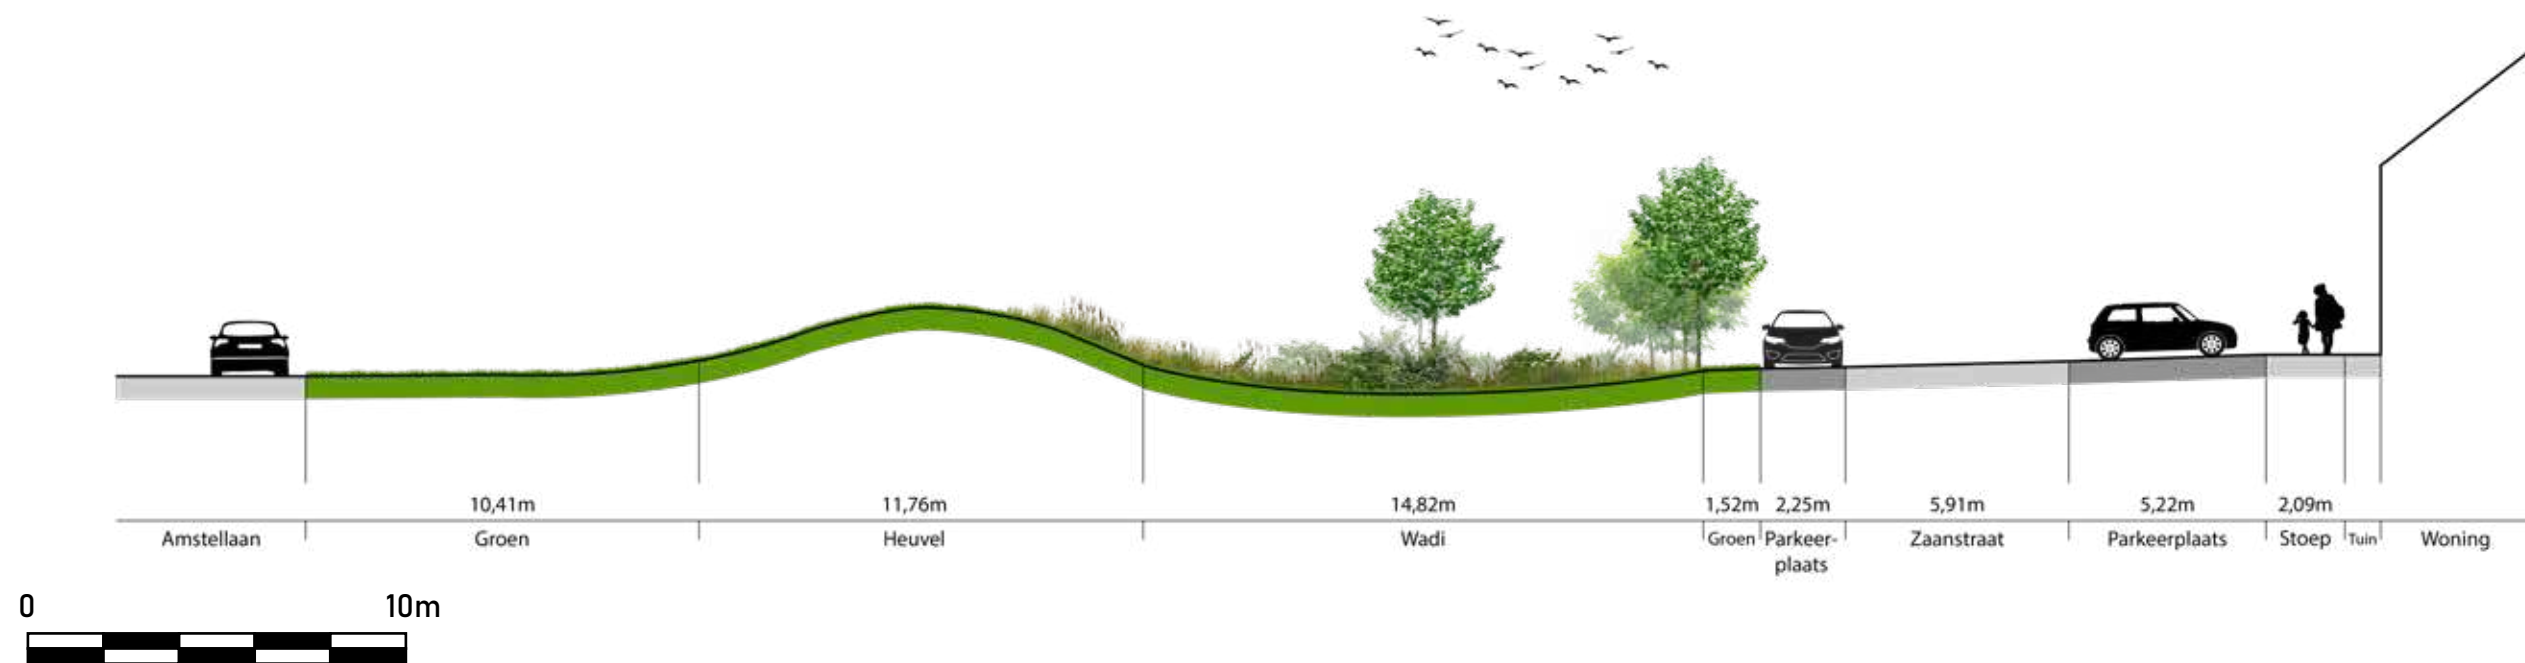 10,41m 11,76m 14,82m 1,52m 2,25m 5,91m 5,22m 2,09m
Amstellaan Groen Heuvel Wadi Groen Parkeer- Zaanstraat Parkeerplaats Stoep Tuin Woning
plaats
0 10m